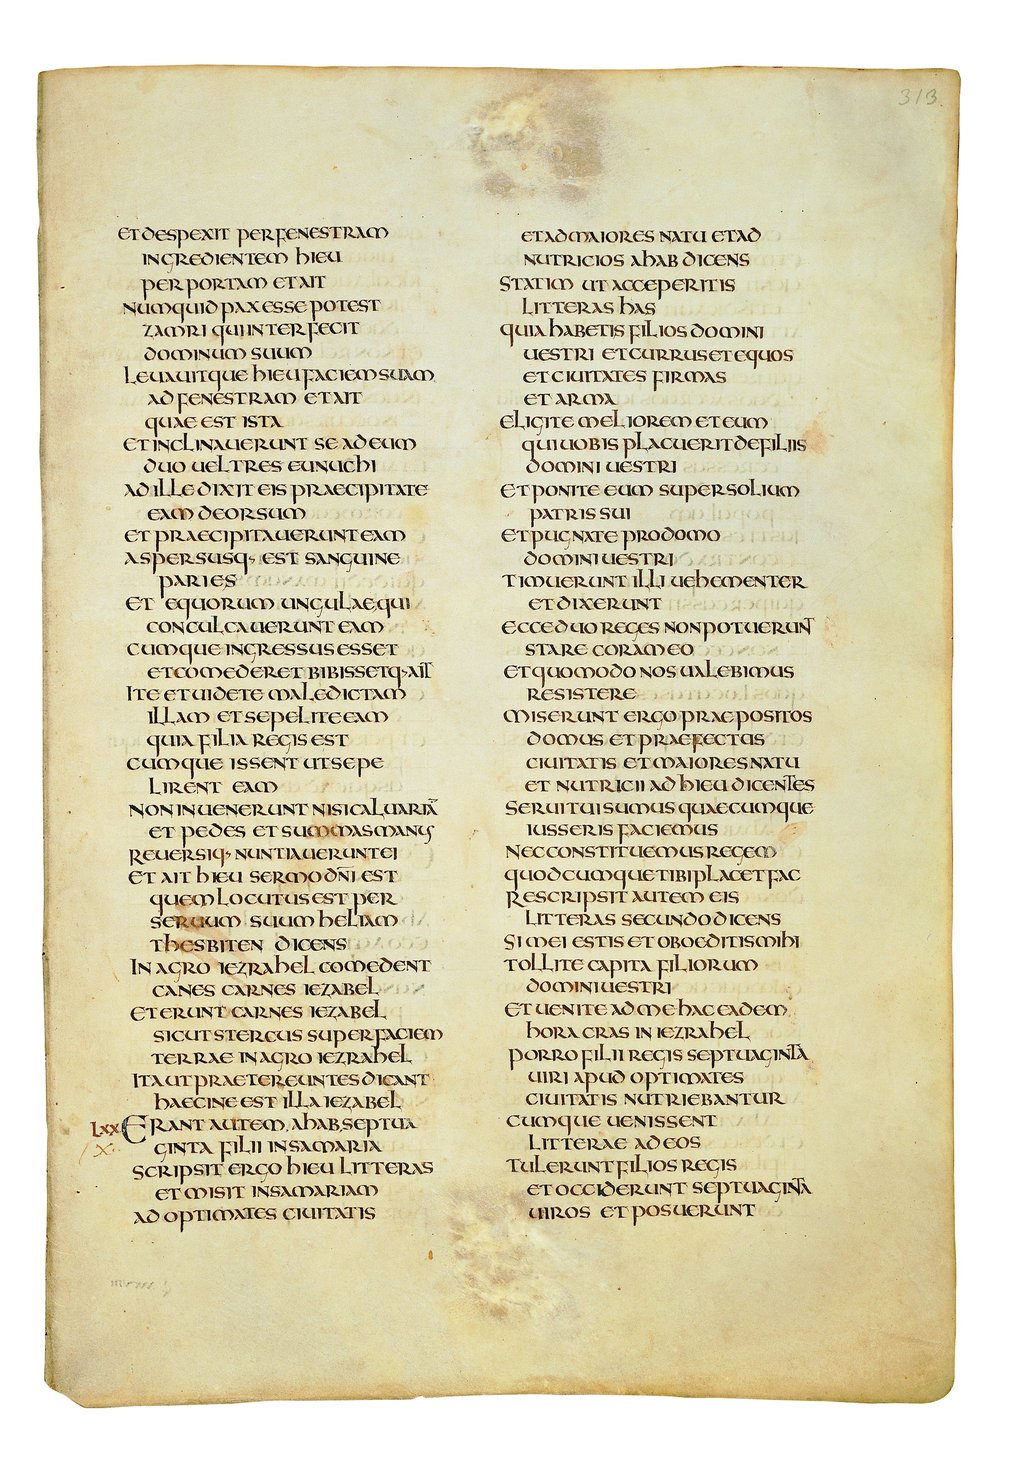 313
ET DESPEXIT PER FENESTRAM
INGREDIENTEM HIEU
PER PORTAM ET AIT
NUMQUID PAX ESSE POTEST
ZAMRI QUI INTERFECIT
DOMINUM SUUM
LEUAUITQUE HIEU FACIEM SUAM
AD FENESTRAM ET AIT
QUAE EST ISTA
ET INCLINAUERUNT SE AD EUM
DUO UELTRES EUNUCHI
AD ILLE DIXIT EIS PRAECIPITATE
EAM DEORSUM
ET PRAECIPITAUERUNT EAM
ASPERSUSQ· EST SANGUINE
PARIES
ET EQUORUM UNGULAE QUI
CONCULCAUERUNT EAM
CUMQUE INGRESSUS ESSET
ET COMEDERET BIBISSETQ· AIT
ITE ET UIDETE MALEDICTAM
ILLAM ET SEPELITE EAM
QUIA FILIA REGIS EST
CUMQUE ISSENT UT SEPE
LIRENT EAM
NON INUENERUNT NISI CALUARIĀ
ET PEDES ET SUMMAS MANUS
REUERSIQ· NUNTIAUERUNT EI
ET AIT HIEU SERMO DN̄I EST
QUEM LOCUTUS EST PER
SERUUM SUUM HELIAM
THESBITEN DICENS
IN AGRO IEZRAHEL COMEDENT
CANES CARNES IEZABEL
ET ERUNT CARNES IEZABEL
SICUT STERCUS SUPER FACIEM
TERRAE IN AGRO IEZRAHEL
ITA UT PRAETEREUNTES DICANT
HAECINE EST ILLA IEZABEL
LXX ERANT AUTEM AHAB SEPTUA
X· GINTA FILII IN SAMARIA
SCRIPSIT ERGO HIEU LITTERAS
ET MISIT IN SAMARIAM
AD OPTIMATES CIUITATIS
ET AD MAIORES NATU ET AD
NUTRICIOS AHAB DICENS
STATIM UT ACCEPERITIS
LITTERAS HAS
QUIA HABETIS FILIOS DOMINI
UESTRI ET CURRUS ET EQUOS
ET CIUITATES FIRMAS
ET ARMA
ELIGITE MELIOREM ET EUM
QUI UOBIS PLACUERIT DE FILIIS
DOMINI UESTRI
ET PONITE EUM SUPER SOLIUM
PATRIS SUI
ET PUGNATE PRO DOMO
DOMINI UESTRI
TIMUERUNT ILLI UEHEMENTER
ET DIXERUNT
ECCE DUO REGES NON POTUERUNT
STARE CORAM EO
ET QUOMODO NOS UALEBIMUS
RESISTERE
MISERUNT ERGO PRAEPOSITOS
DOMUS ET PRAEFECTUS
CIUITATIS ET MAIORES NATU
ET NUTRICII AD HIEU DICENTES
SERUI TUI SUMUS QUAECUMQUE
IUSSERIS FACIEMUS
NEC CONSTITUEMUS REGEM
QUODCUMQUE TIBI PLACET FAC
RESCRIPSIT AUTEM EIS
LITTERAS SECUNDO DICENS
SI MEI ESTIS ET OBOEDITIS MIHI
TOLLITE CAPITA FILIORUM
DOMINI UESTRI
ET UENITE AD ME HAC EADEM
HORA CRAS IN IEZRAHEL
PORRO FILII REGIS SEPTUAGINTA
UIRI APUD OPTIMATES
CIUITATIS NUTRIEBANTUR
CUMQUE UENISSENT
LITTERAE AD EOS
TULERUNT FILIOS REGIS
ET OCCIDERUNT SEPTUAGINTA
UIROS ET POSUERUNT